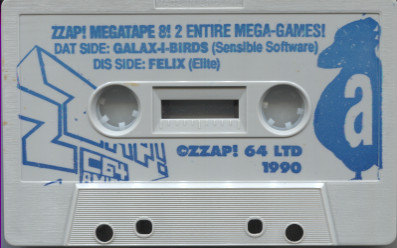 ZZAP! MEGATAPE 8! 2 ENTIRE MEGA-GAMES!
DAT SIDE: GALAX-I-BIRDS (Sensible Software)
DIS SIDE: FELIX (Elite)
a
C64
©ZZAP! 64 LTD
1990